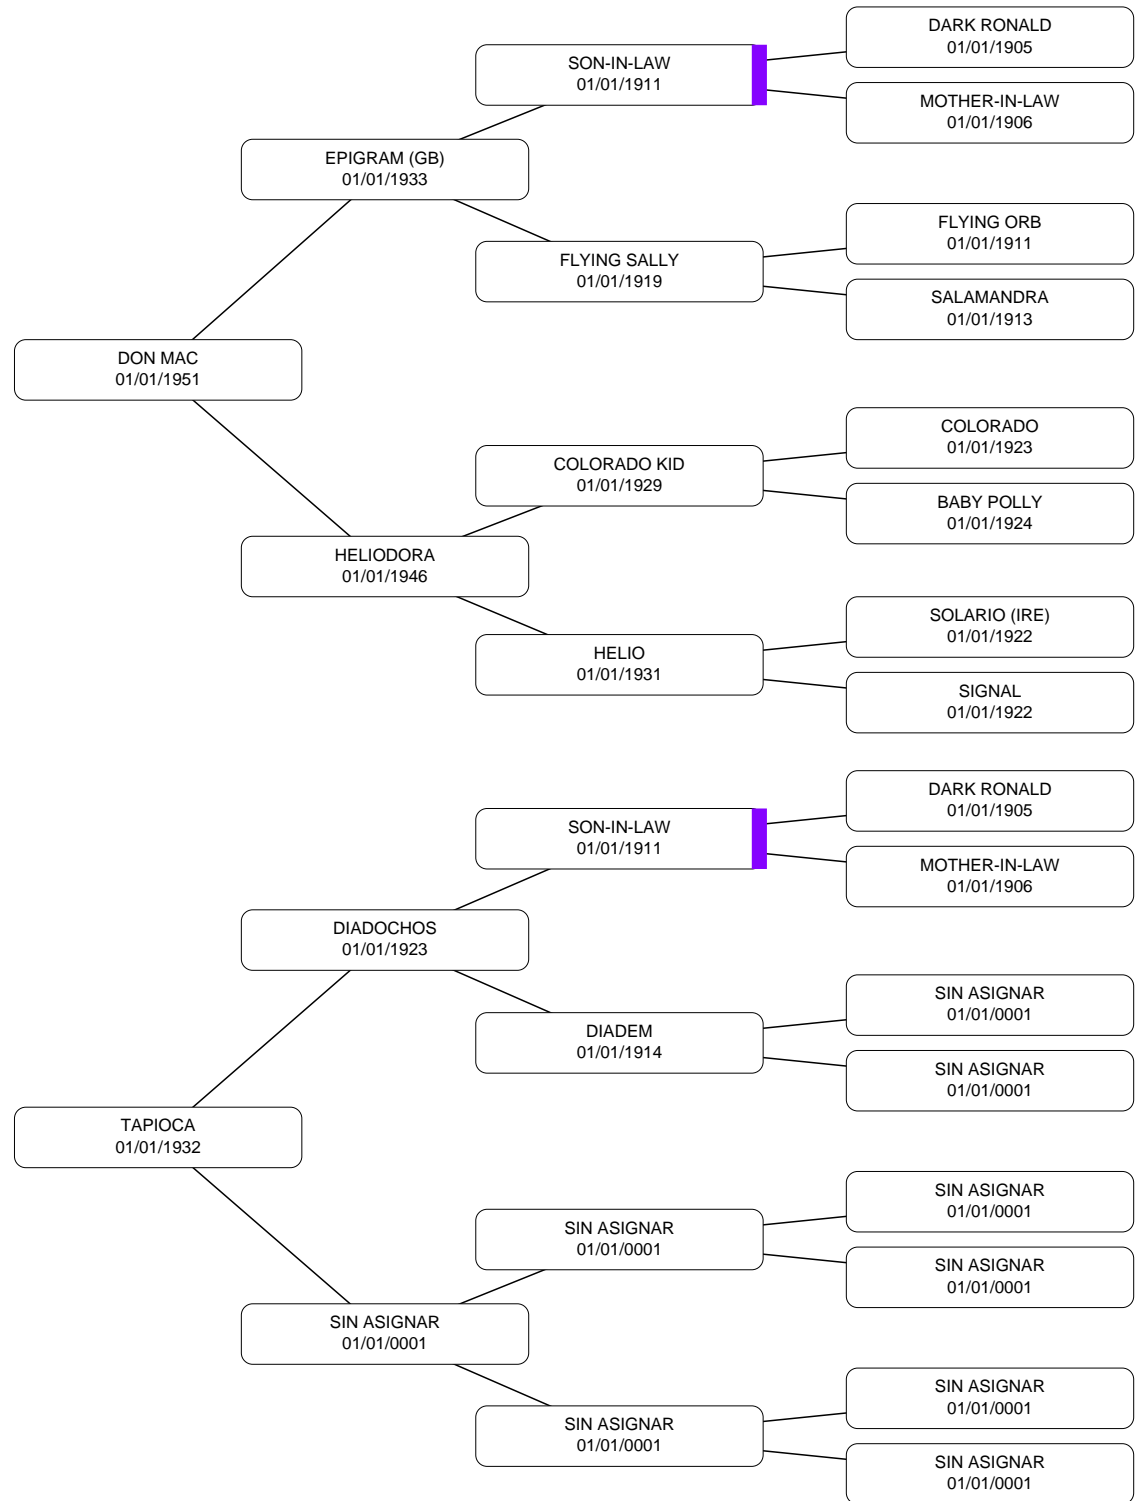 DARK RONALD
01/01/1905
SON-IN-LAW
01/01/1911
MOTHER-IN-LAW
01/01/1906
EPIGRAM (GB)
01/01/1933
FLYING ORB
01/01/1911
FLYING SALLY
01/01/1919
SALAMANDRA
01/01/1913
DON MAC
01/01/1951
COLORADO
01/01/1923
COLORADO KID
01/01/1929
BABY POLLY
01/01/1924
HELIODORA
01/01/1946
SOLARIO (IRE)
01/01/1922
HELIO
01/01/1931
SIGNAL
01/01/1922
DARK RONALD
01/01/1905
SON-IN-LAW
01/01/1911
MOTHER-IN-LAW
01/01/1906
DIADOCHOS
01/01/1923
SIN ASIGNAR
01/01/0001
DIADEM
01/01/1914
SIN ASIGNAR
01/01/0001
TAPIOCA
01/01/1932
SIN ASIGNAR
01/01/0001
SIN ASIGNAR
01/01/0001
SIN ASIGNAR
01/01/0001
SIN ASIGNAR
01/01/0001
SIN ASIGNAR
01/01/0001
SIN ASIGNAR
01/01/0001
SIN ASIGNAR
01/01/0001